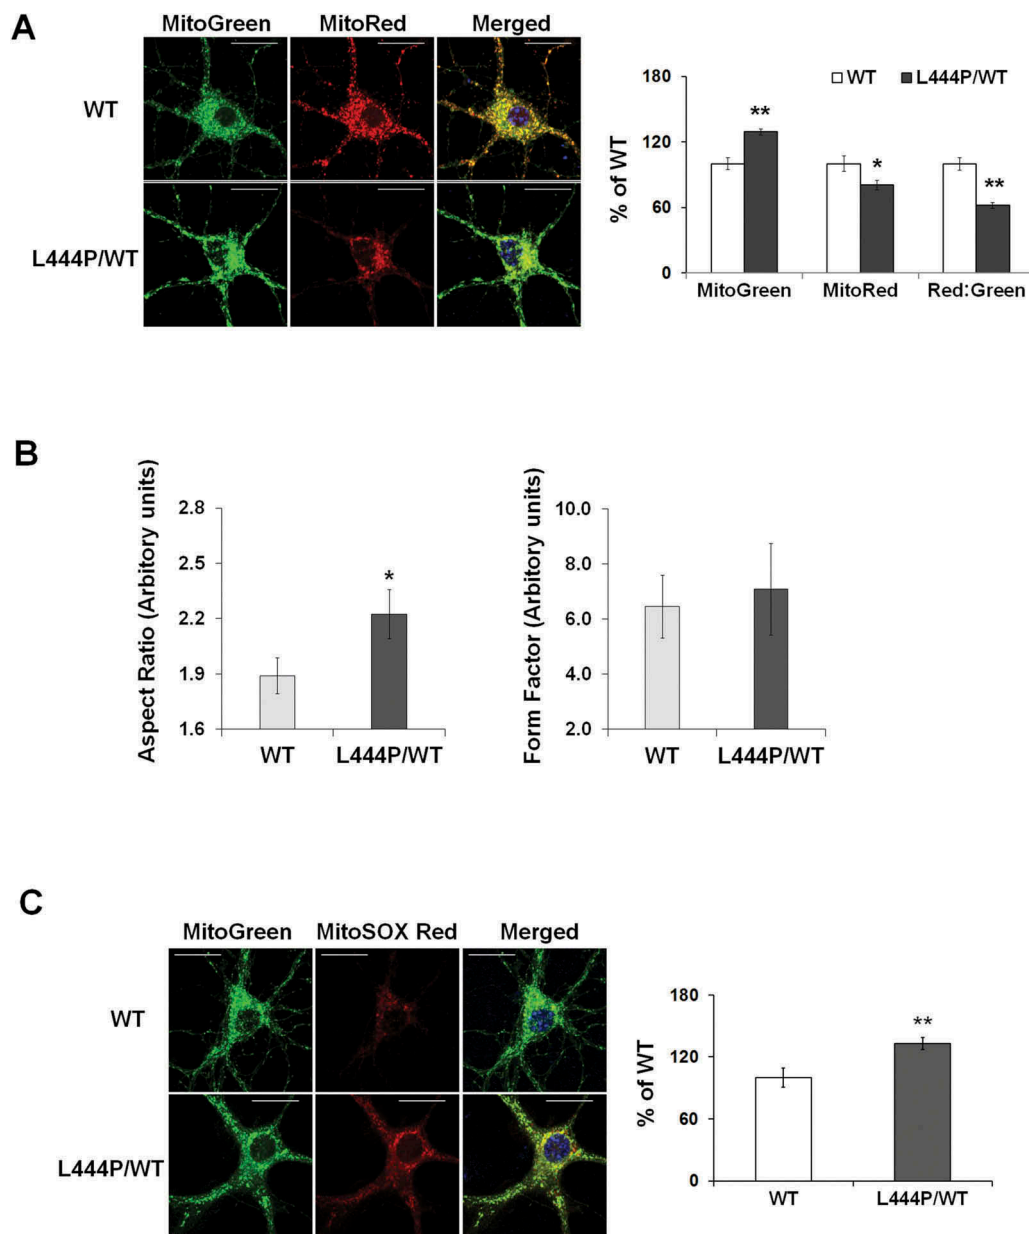 A
MitoGreen MitoRed Merged
WT
L444P/WT
WT L444P/WT
% of WT
180
120
60
0
**
*
**
MitoGreen MitoRed Red:Green
B
Aspect Ratio (Arbitory units)
2.8
2.5
2.2
1.9
1.6
*
WT L444P/WT
Form Factor (Arbitory units)
10.0
8.0
6.0
4.0
2.0
WT L444P/WT
C
MitoGreen MitoSOX Red Merged
WT
L444P/WT
% of WT
180
120
60
0
**
WT L444P/WT